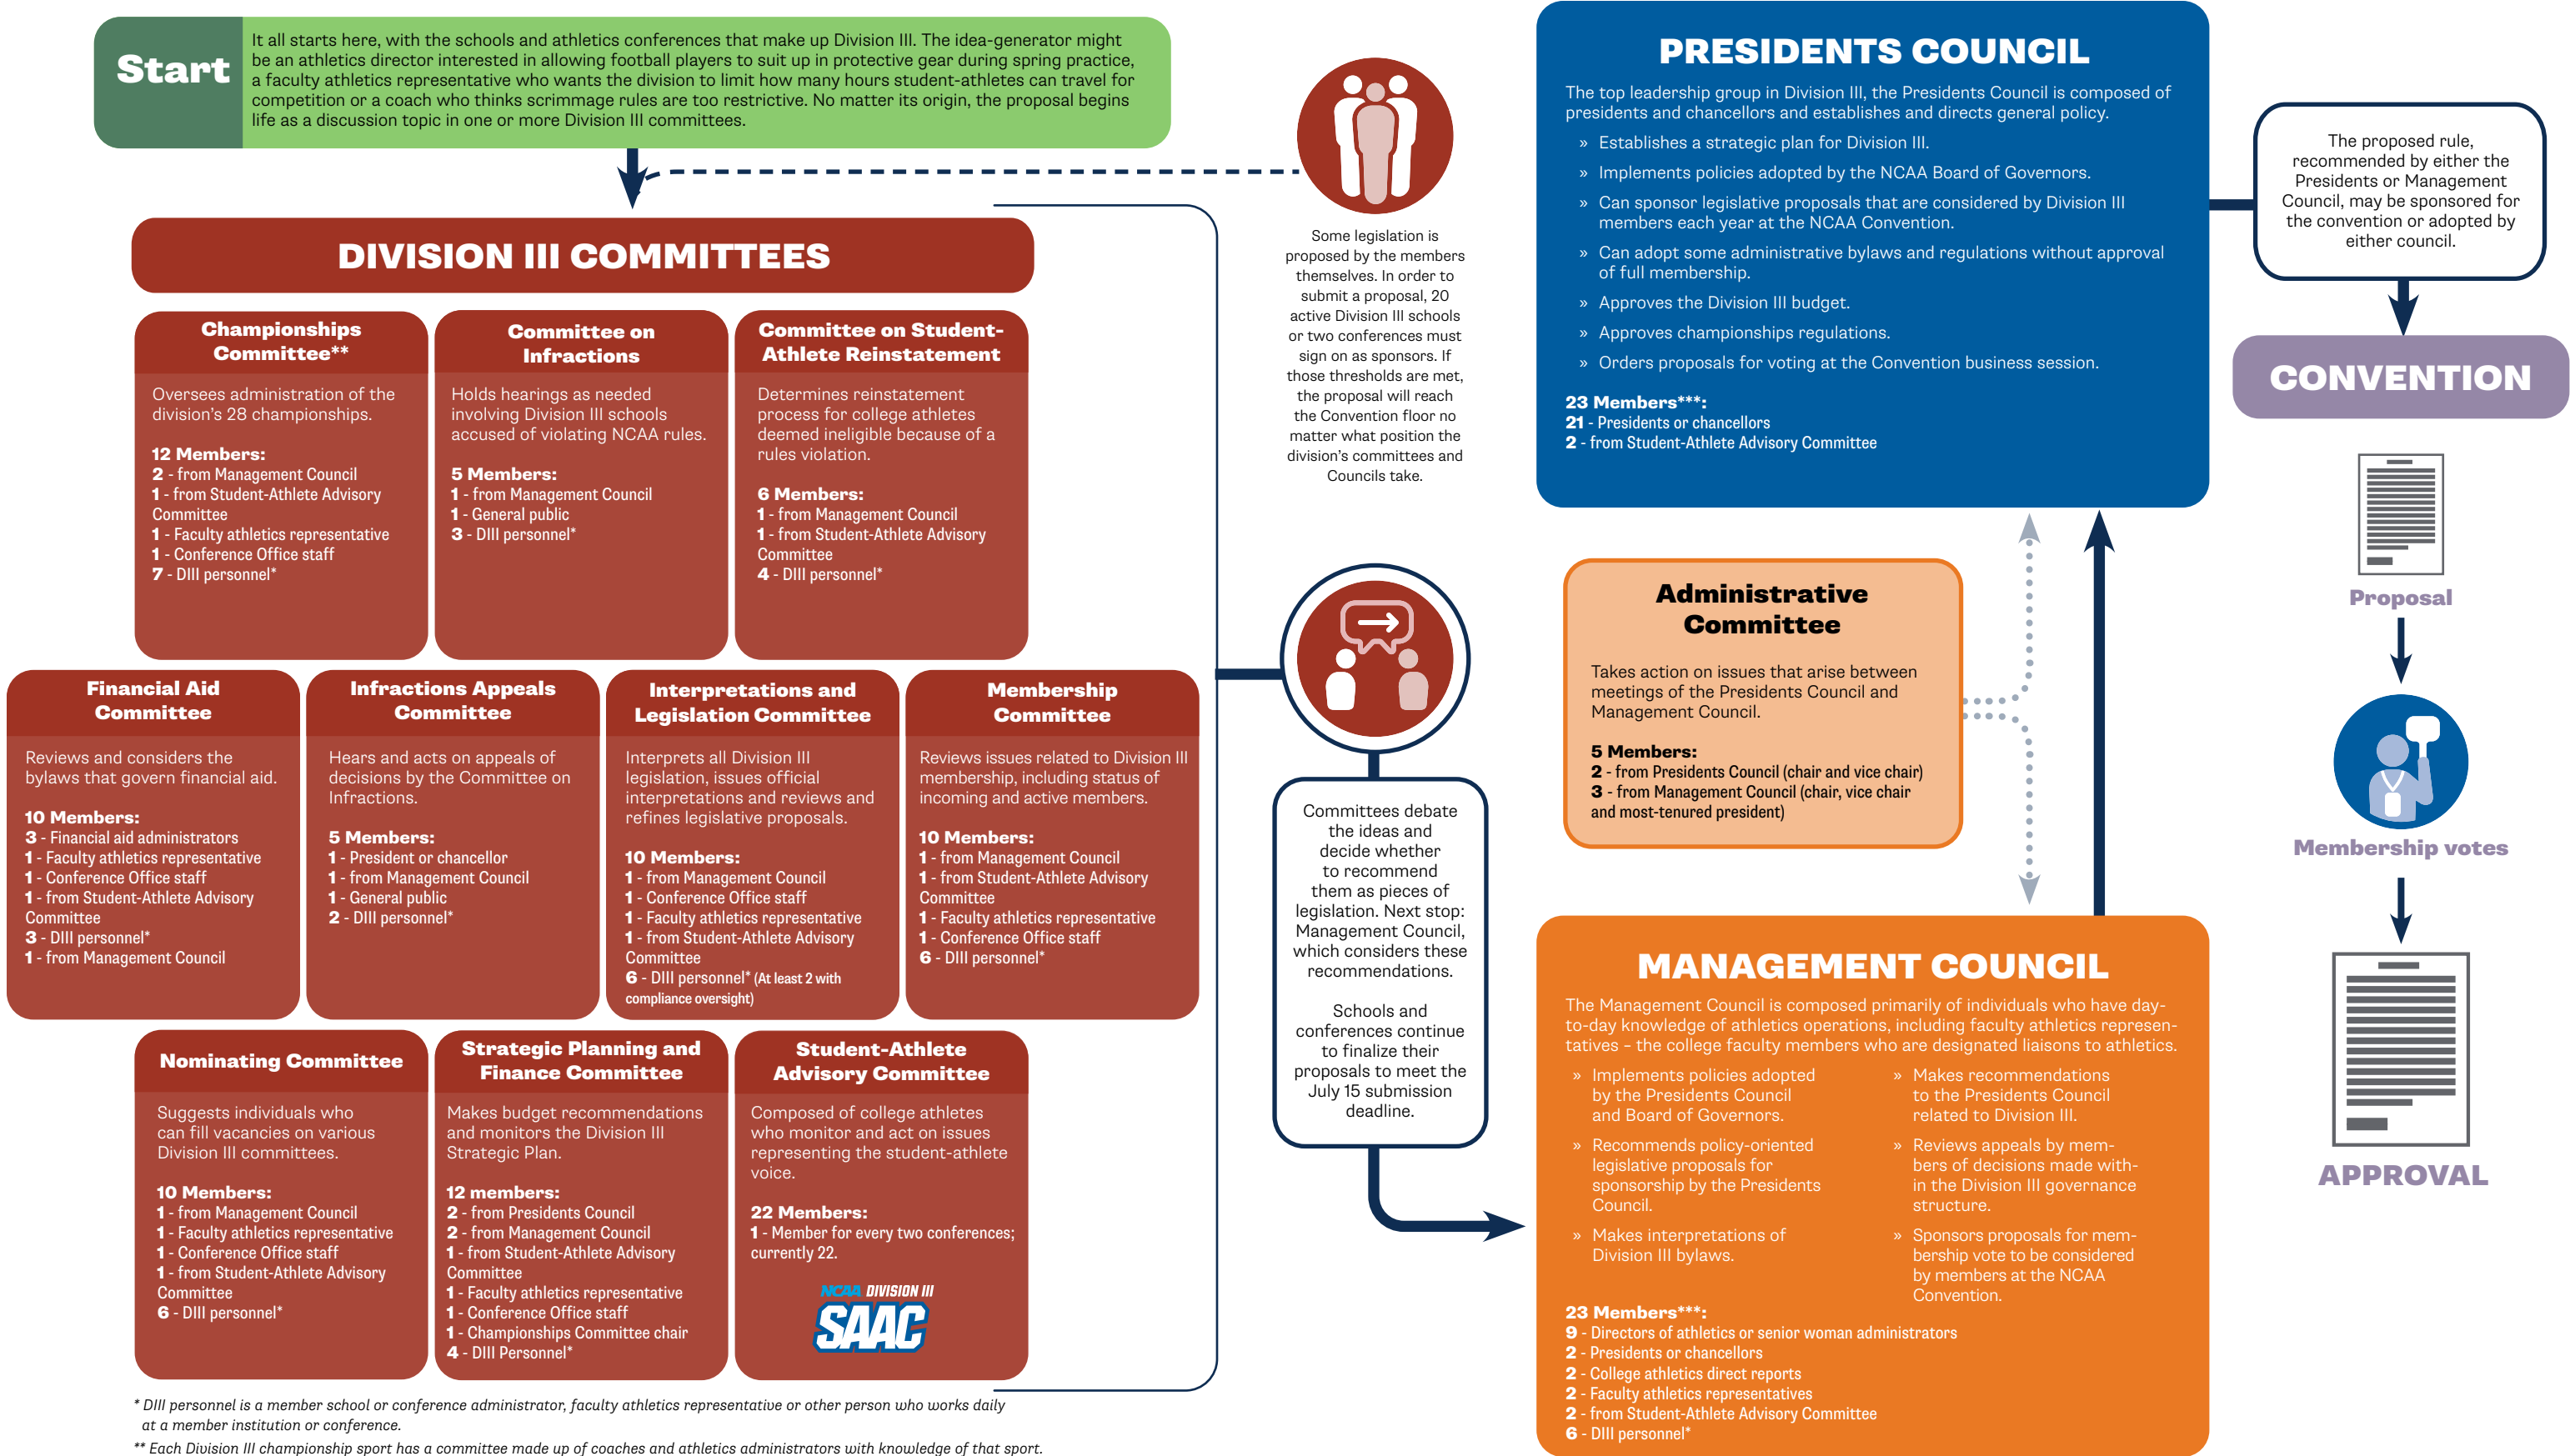 Start
It all starts here, with the schools and athletics conferences that make up Division III. The idea-generator might
be an athletics director interested in allowing football players to suit up in protective gear during spring practice,
a faculty athletics representative who wants the division to limit how many hours student-athletes can travel for
competition or a coach who thinks scrimmage rules are too restrictive. No matter its origin, the proposal begins
life as a discussion topic in one or more Division III committees.
DIVISION III COMMITTEES
Championships
Committee**
Oversees administration of the
division's 28 championships.
12 Members:
2 - from Management Council
1 - from Student-Athlete Advisory
Committee
1 - Faculty athletics representative
1 - Conference Office staff
7 - DIII personnel*
Committee on
Infractions
Holds hearings as needed
involving Division III schools
accused of violating NCAA rules.
5 Members:
1 - from Management Council
1 - General public
3 - DIII personnel*
Committee on Student-
Athlete Reinstatement
Determines reinstatement
process for college athletes
deemed ineligible because of a
rules violation.
6 Members:
1 - from Management Council
1 - from Student-Athlete Advisory
Committee
4 - DIII personnel*
Financial Aid
Committee
Reviews and considers the
bylaws that govern financial aid.
10 Members:
3 - Financial aid administrators
1 - Faculty athletics representative
1 - Conference Office staff
1 - from Student-Athlete Advisory
Committee
3 - DIII personnel*
1 - from Management Council
Infractions Appeals
Committee
Hears and acts on appeals of
decisions by the Committee on
Infractions.
5 Members:
1 - President or chancellor
1 - from Management Council
1 - General public
2 - DIII personnel*
Interpretations and
Legislation Committee
Interprets all Division III
legislation, issues official
interpretations and reviews and
refines legislative proposals.
10 Members:
1 - from Management Council
1 - Conference Office staff
1 - Faculty athletics representative
1 - from Student-Athlete Advisory
Committee
6 - DIII personnel* (At least 2 with
compliance oversight)
Membership
Committee
Reviews issues related to Division III
membership, including status of
incoming and active members.
10 Members:
1 - from Management Council
1 - from Student-Athlete Advisory
Committee
1 - Faculty athletics representative
1 - Conference Office staff
6 - DIII personnel*
Nominating Committee
Suggests individuals who
can fill vacancies on various
Division III committees.
10 Members:
1 - from Management Council
1 - Faculty athletics representative
1 - Conference Office staff
1 - from Student-Athlete Advisory
Committee
6 - DIII personnel*
Strategic Planning and
Finance Committee
Makes budget recommendations
and monitors the Division III
Strategic Plan.
12 members:
2 - from Presidents Council
2 - from Management Council
1 - from Student-Athlete Advisory
Committee
1 - Faculty athletics representative
1 - Conference Office staff
1 - Championships Committee chair
4 - DIII Personnel*
Student-Athlete
Advisory Committee
Composed of college athletes
who monitor and act on issues
representing the student-athlete
voice.
22 Members:
1 - Member for every two conferences;
currently 22.
NCAA DIVISION III
SAAC
* DIII personnel is a member school or conference administrator, faculty athletics representative or other person who works daily
at a member institution or conference.
** Each Division III championship sport has a committee made up of coaches and athletics administrators with knowledge of that sport.
Some legislation is
proposed by the members
themselves. In order to
submit a proposal, 20
active Division III schools
or two conferences must
sign on as sponsors. If
those thresholds are met,
the proposal will reach
the Convention floor no
matter what position the
division's committees and
Councils take.
Committees debate
the ideas and
decide whether
to recommend
them as pieces of
legislation. Next stop:
Management Council,
which considers these
recommendations.
Schools and
conferences continue
to finalize their
proposals to meet the
July 15 submission
deadline.
PRESIDENTS COUNCIL
The top leadership group in Division III, the Presidents Council is composed of
presidents and chancellors and establishes and directs general policy.
» Establishes a strategic plan for Division III.
» Implements policies adopted by the NCAA Board of Governors.
» Can sponsor legislative proposals that are considered by Division III
members each year at the NCAA Convention.
» Can adopt some administrative bylaws and regulations without approval
of full membership.
» Approves the Division III budget.
» Approves championships regulations.
» Orders proposals for voting at the Convention business session.
23 Members***:
21 - Presidents or chancellors
2 - from Student-Athlete Advisory Committee
Administrative
Committee
Takes action on issues that arise between
meetings of the Presidents Council and
Management Council.
5 Members:
2 - from Presidents Council (chair and vice chair)
3 - from Management Council (chair, vice chair
and most-tenured president)
MANAGEMENT COUNCIL
The Management Council is composed primarily of individuals who have day-
to-day knowledge of athletics operations, including faculty athletics represen-
tatives – the college faculty members who are designated liaisons to athletics.
» Implements policies adopted
by the Presidents Council
and Board of Governors.
» Recommends policy-oriented
legislative proposals for
sponsorship by the Presidents
Council.
» Makes interpretations of
Division III bylaws.
» Makes recommendations
to the Presidents Council
related to Division III.
» Reviews appeals by mem-
bers of decisions made with-
in the Division III governance
structure.
» Sponsors proposals for mem-
bership vote to be considered
by members at the NCAA
Convention.
23 Members***:
9 - Directors of athletics or senior woman administrators
2 - Presidents or chancellors
2 - College athletics direct reports
2 - Faculty athletics representatives
2 - from Student-Athlete Advisory Committee
6 - DIII personnel*
The proposed rule,
recommended by either the
Presidents or Management
Council, may be sponsored for
the convention or adopted by
either council.
CONVENTION
Proposal
Membership votes
APPROVAL